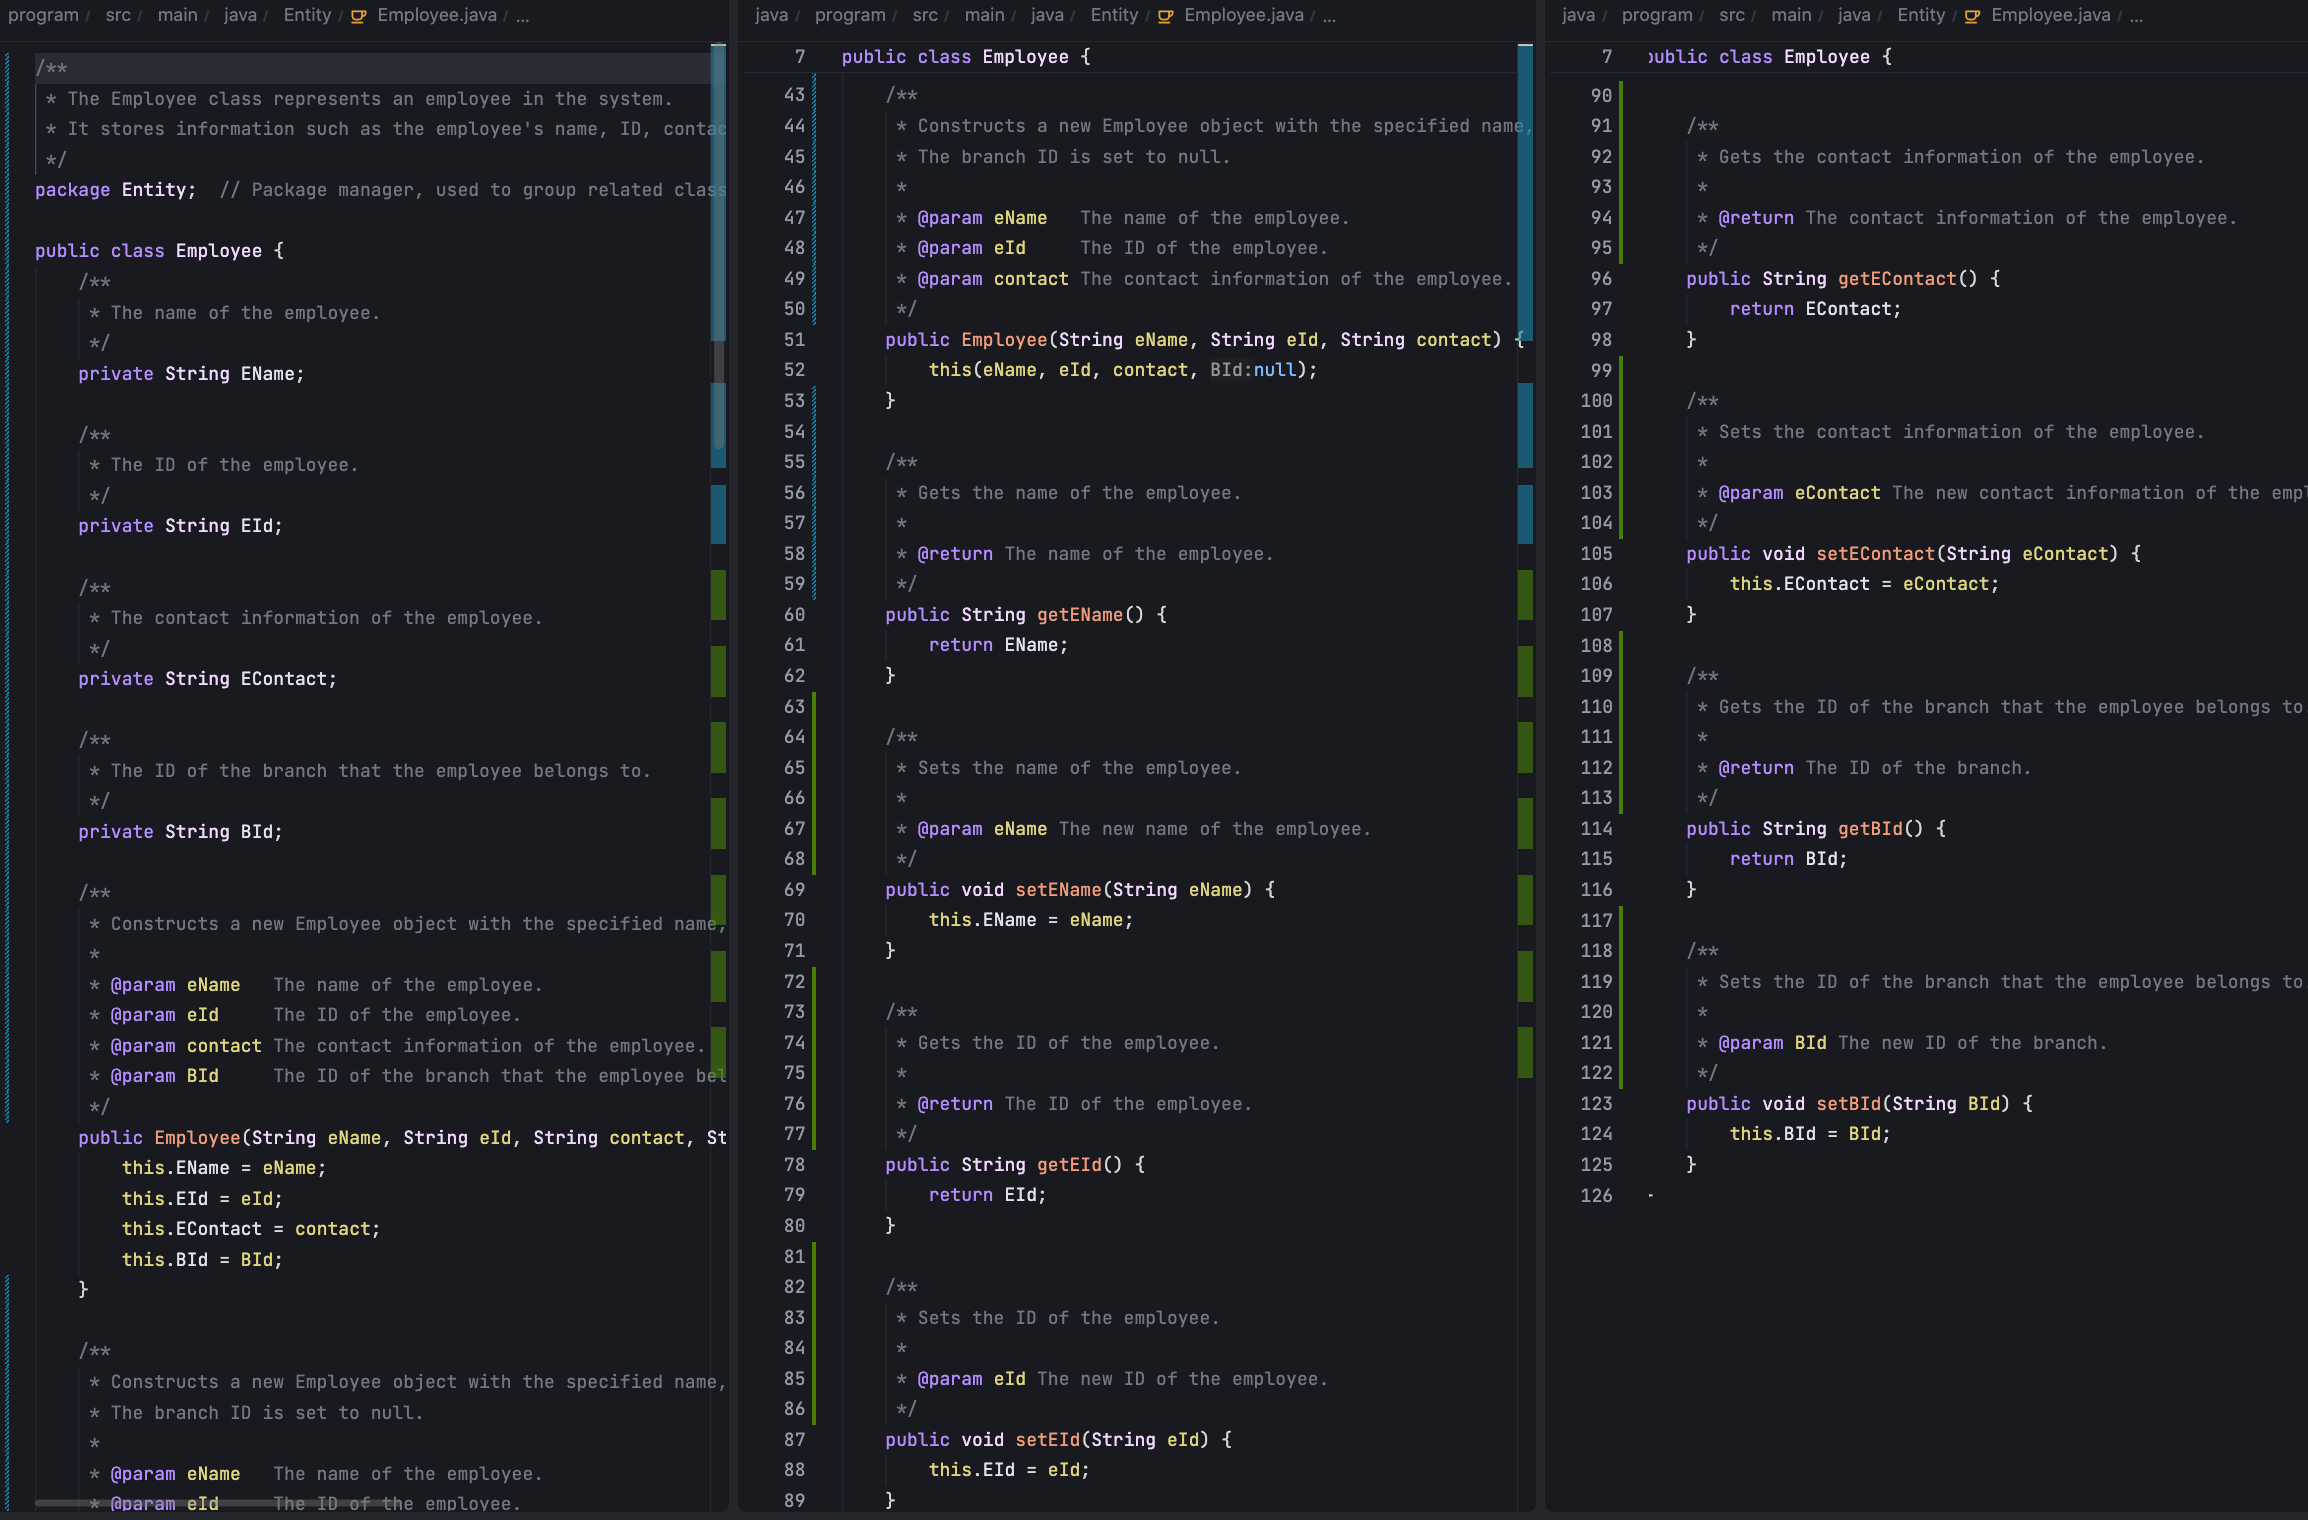 program / src / main / java / Entity / Employee.java / ...
/**
* The Employee class represents an employee in the system.
* It stores information such as the employee's name, ID,
*/
package Entity; // Package manager, used to group related
public class Employee {
/**
* The name of the employee.
*/
private String EName;
/**
* The ID of the employee.
*/
private String EId;
/**
* The contact information of the employee.
*/
private String EContact;
/**
* The ID of the branch that the employee belongs to.
*/
private String BId;
/**
* Constructs a new Employee object with the specified name,
*
* @param eName The name of the employee.
* @param eId The ID of the employee.
* @param contact The contact information of the employee.
* @param BId The ID of the branch that the employee
*/
public Employee(String eName, String eId, String contact,
this.EName = eName;
this.EId = eId;
this.EContact = contact;
this.BId = BId;
}
/**
* Constructs a new Employee object with the specified name,
* The branch ID is set to null.
*
* @param eName The name of the employee.
* @param eId The ID of the employee.
java / program / src / main / java / Entity / Employee.java / ...
7 public class Employee {
43 /**
44 * Constructs a new Employee object with the specified name,
45 * The branch ID is set to null.
46 *
47 * @param eName The name of the employee.
48 * @param eId The ID of the employee.
49 * @param contact The contact information of the employee.
50 */
51 public Employee(String eName, String eId, String contact) {
52 this(eName, eId, contact, BId:null);
53 }
54
55 /**
56 * Gets the name of the employee.
57 *
58 * @return The name of the employee.
59 */
60 public String getEName() {
61 return EName;
62 }
63
64 /**
65 * Sets the name of the employee.
66 *
67 * @param eName The new name of the employee.
68 */
69 public void setEName(String eName) {
70 this.EName = eName;
71 }
72
73 /**
74 * Gets the ID of the employee.
75 *
76 * @return The ID of the employee.
77 */
78 public String getEId() {
79 return EId;
80 }
81
82 /**
83 * Sets the ID of the employee.
84 *
85 * @param eId The new ID of the employee.
86 */
87 public void setEId(String eId) {
88 this.EId = eId;
89 }
java / program / src / main / java / Entity / Employee.java / ...
7 public class Employee {
90
91 /**
92 * Gets the contact information of the employee.
93 *
94 * @return The contact information of the employee.
95 */
96 public String getEContact() {
97 return EContact;
98 }
99
100 /**
101 * Sets the contact information of the employee.
102 *
103 * @param eContact The new contact information of the
104 */
105 public void setEContact(String eContact) {
106 this.EContact = eContact;
107 }
108
109 /**
110 * Gets the ID of the branch that the employee belongs to
111 *
112 * @return The ID of the branch.
113 */
114 public String getBId() {
115 return BId;
116 }
117
118 /**
119 * Sets the ID of the branch that the employee belongs to
120 *
121 * @param BId The new ID of the branch.
122 */
123 public void setBId(String BId) {
124 this.BId = BId;
125 }
126